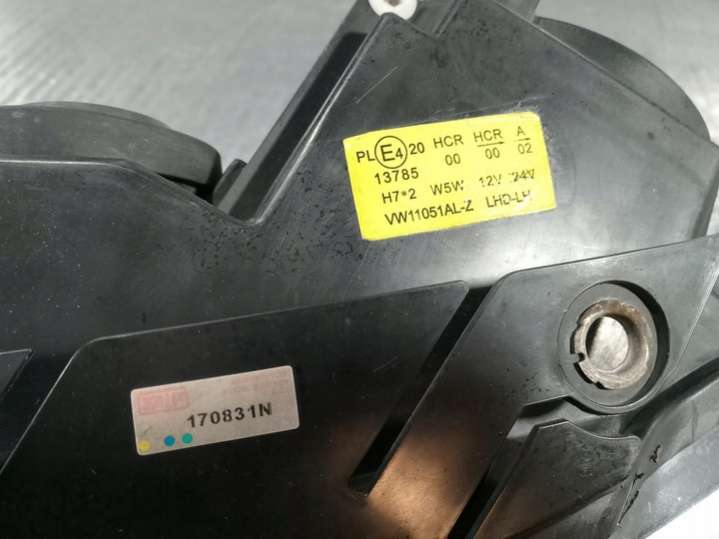 PL E4 20 HCR HCR A
13785 00 00 02
H7*2 W5W 12V 24V
VW11051AL-Z LHD-LH
170831N